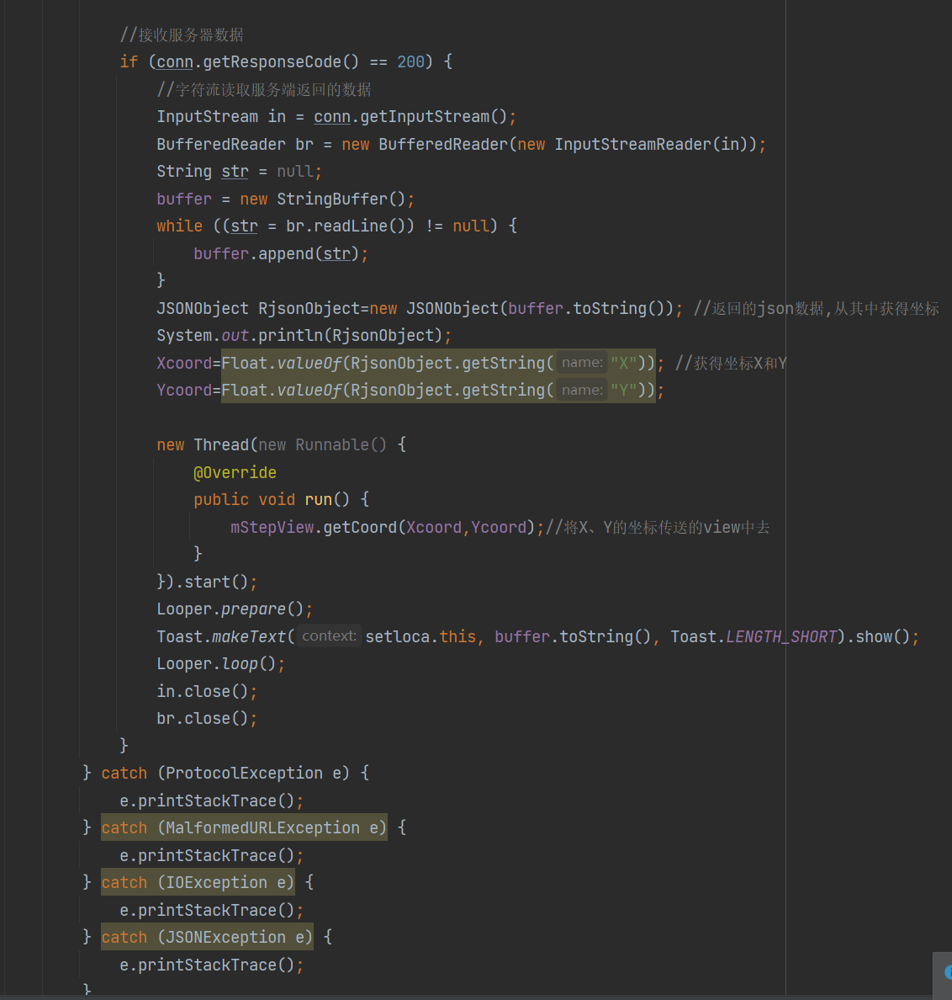 //接收服务器数据
if (conn.getResponseCode() == 200) {
//字符流读取服务端返回的数据
InputStream in = conn.getInputStream();
BufferedReader br = new BufferedReader(new InputStreamReader(in));
String str = null;
buffer = new StringBuffer();
while ((str = br.readLine()) != null) {
buffer.append(str);
}
JSONObject RjsonObject=new JSONObject(buffer.toString()); //返回的json数据,从其中获得坐标
System.out.println(RjsonObject);
Xcoord=Float.valueOf(RjsonObject.getString( name: "X")); //获得坐标X和Y
Ycoord=Float.valueOf(RjsonObject.getString( name: "Y"));
new Thread(new Runnable() {
@Override
public void run() {
mStepView.getCoord(Xcoord,Ycoord);//将X、Y的坐标传送的view中去
}
}).start();
Looper.prepare();
Toast.makeText( context: setloca.this, buffer.toString(), Toast.LENGTH_SHORT).show();
Looper.loop();
in.close();
br.close();
}
} catch (ProtocolException e) {
e.printStackTrace();
} catch (MalformedURLException e) {
e.printStackTrace();
} catch (IOException e) {
e.printStackTrace();
} catch (JSONException e) {
e.printStackTrace();
}